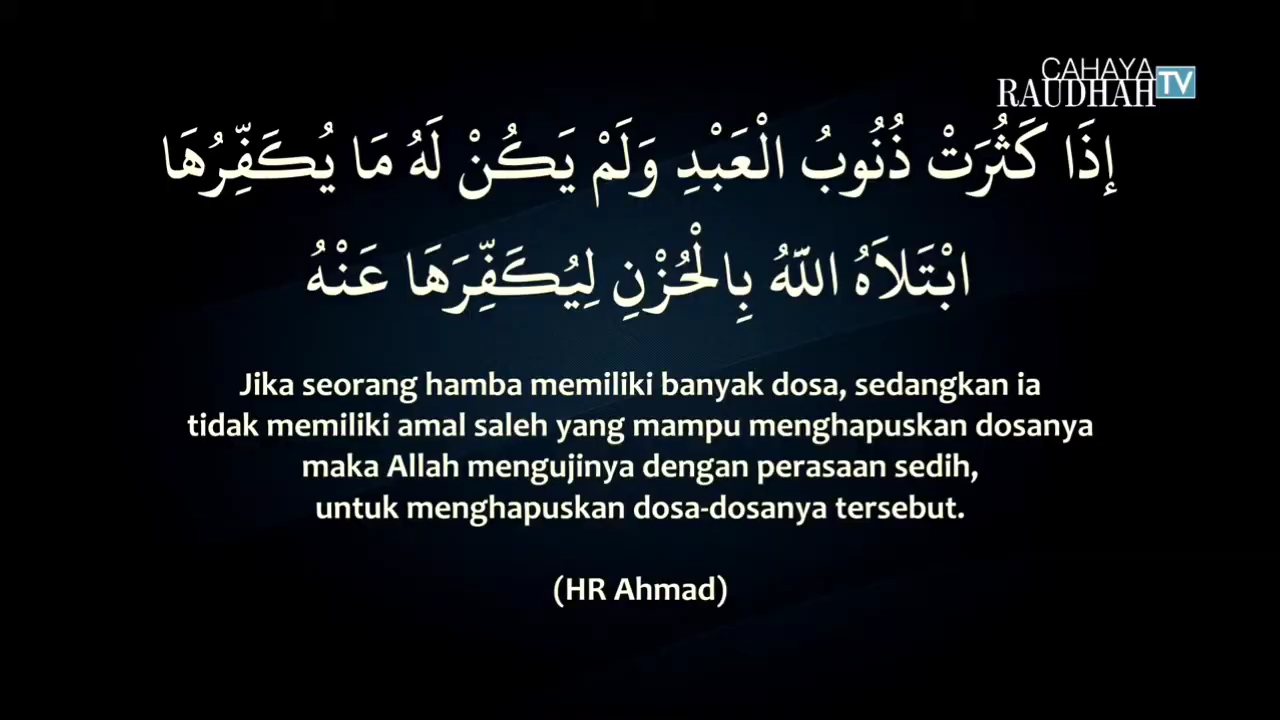 CAHAYA
RAUDHAH TV
إِذَا كَثُرَتْ ذُنُوبُ الْعَبْدِ وَلَمْ يَكُنْ لَهُ مَا يُكَفِّرُهَا
ابْتَلاَهُ اللَّهُ بِالْحُزْنِ لِيُكَفِّرَهَا عَنْهُ
Jika seorang hamba memiliki banyak dosa, sedangkan ia
tidak memiliki amal saleh yang mampu menghapuskan dosanya
maka Allah mengujinya dengan perasaan sedih,
untuk menghapuskan dosa-dosanya tersebut.
(HR Ahmad)